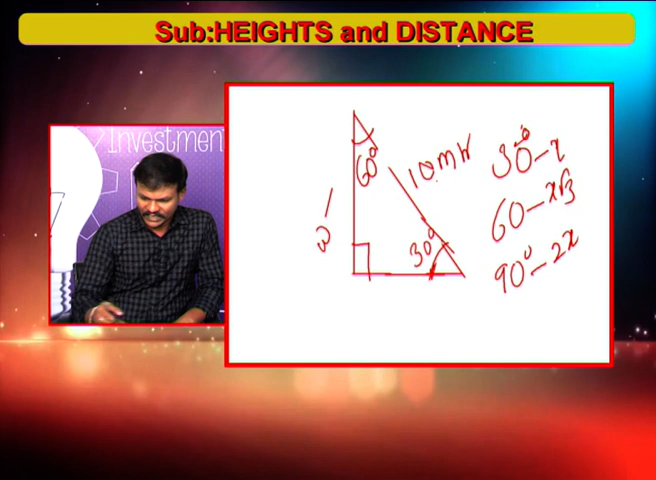 Sub:HEIGHTS and DISTANCE
Investment
60°
10mtr
30°
30°-x
60-x√3
90°-2x